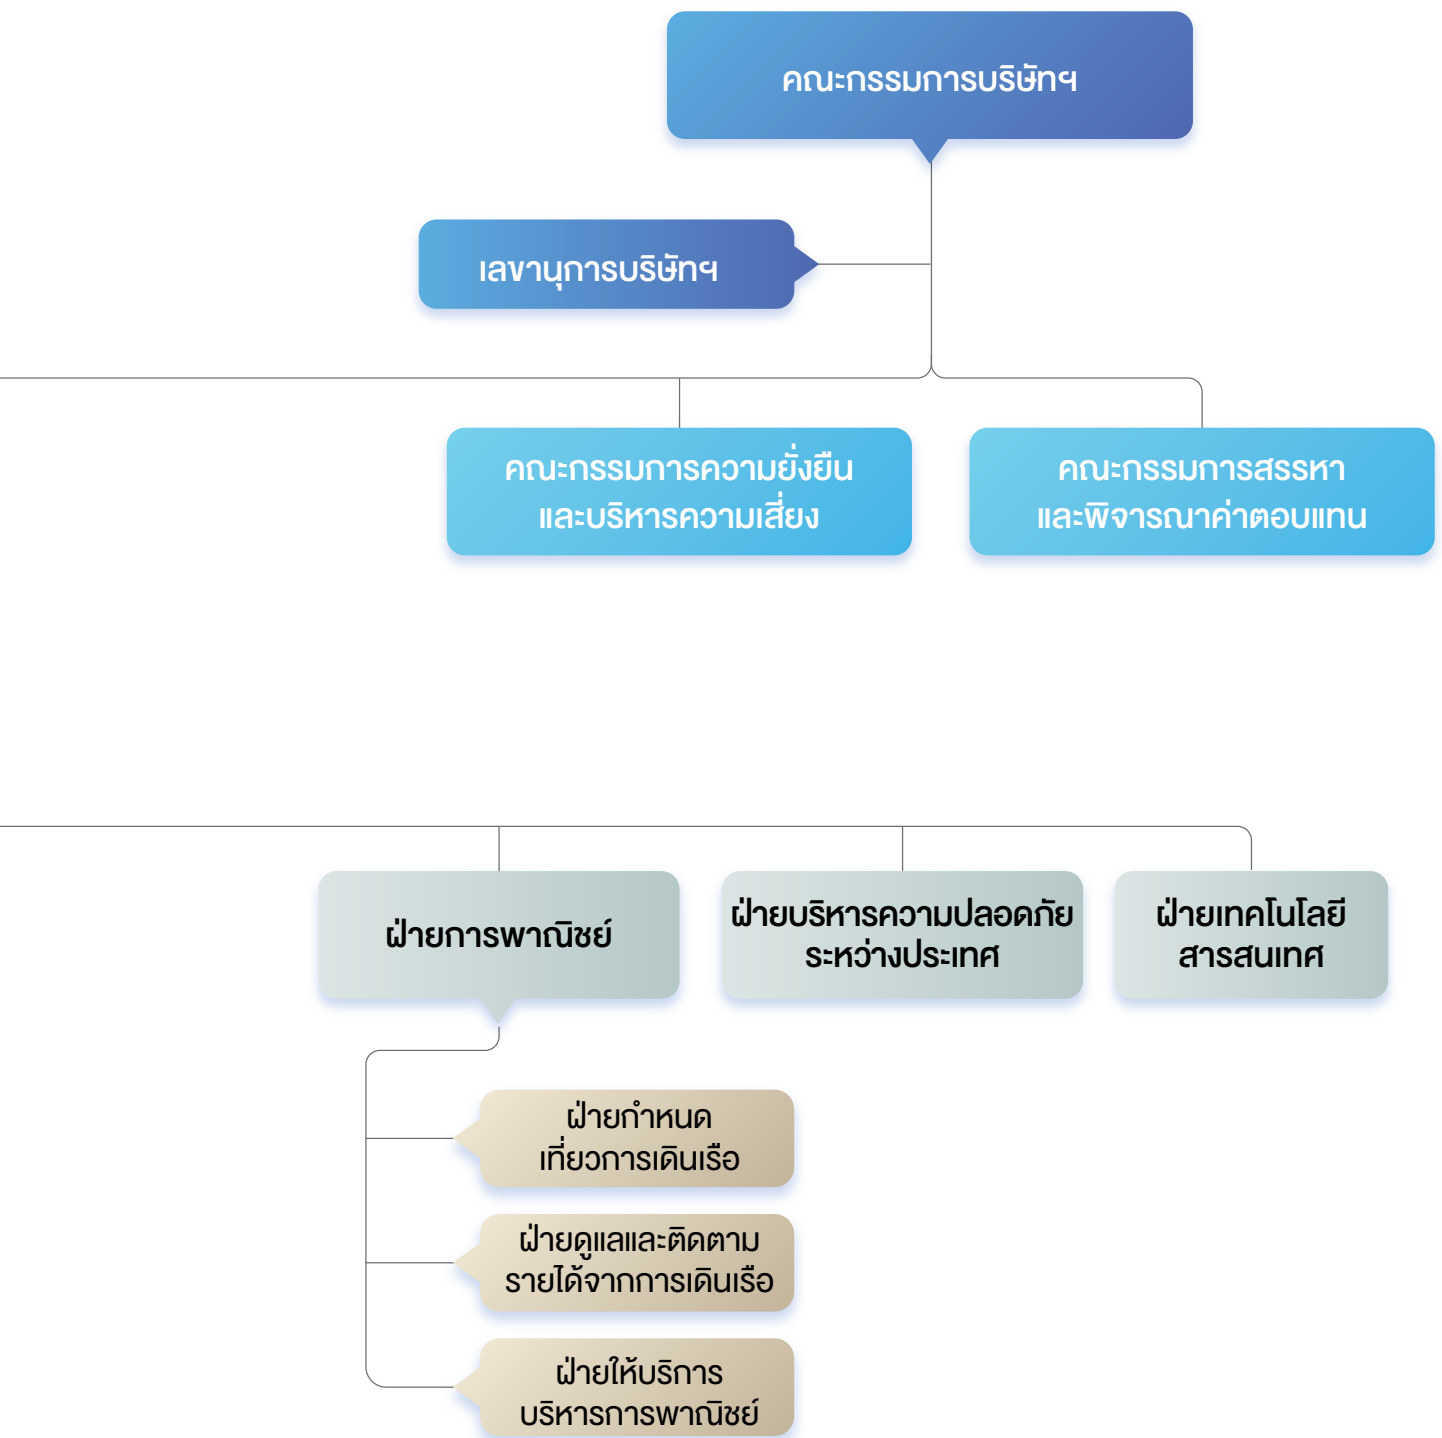 คณะกรรมการบริษัทฯ
เลขานุการบริษัทฯ
คณะกรรมการความยั่งยืน
และบริหารความเสี่ยง
คณะกรรมการสรรหา
และพิจารณาค่าตอบแทน
ฝ่ายการพาณิชย์
ฝ่ายบริหารความปลอดภัย
ระหว่างประเทศ
ฝ่ายเทคโนโลยี
สารสนเทศ
ฝ่ายกำหนด
เที่ยวการเดินเรือ
ฝ่ายดูแลและติดตาม
รายได้จากการเดินเรือ
ฝ่ายให้บริการ
บริหารการพาณิชย์